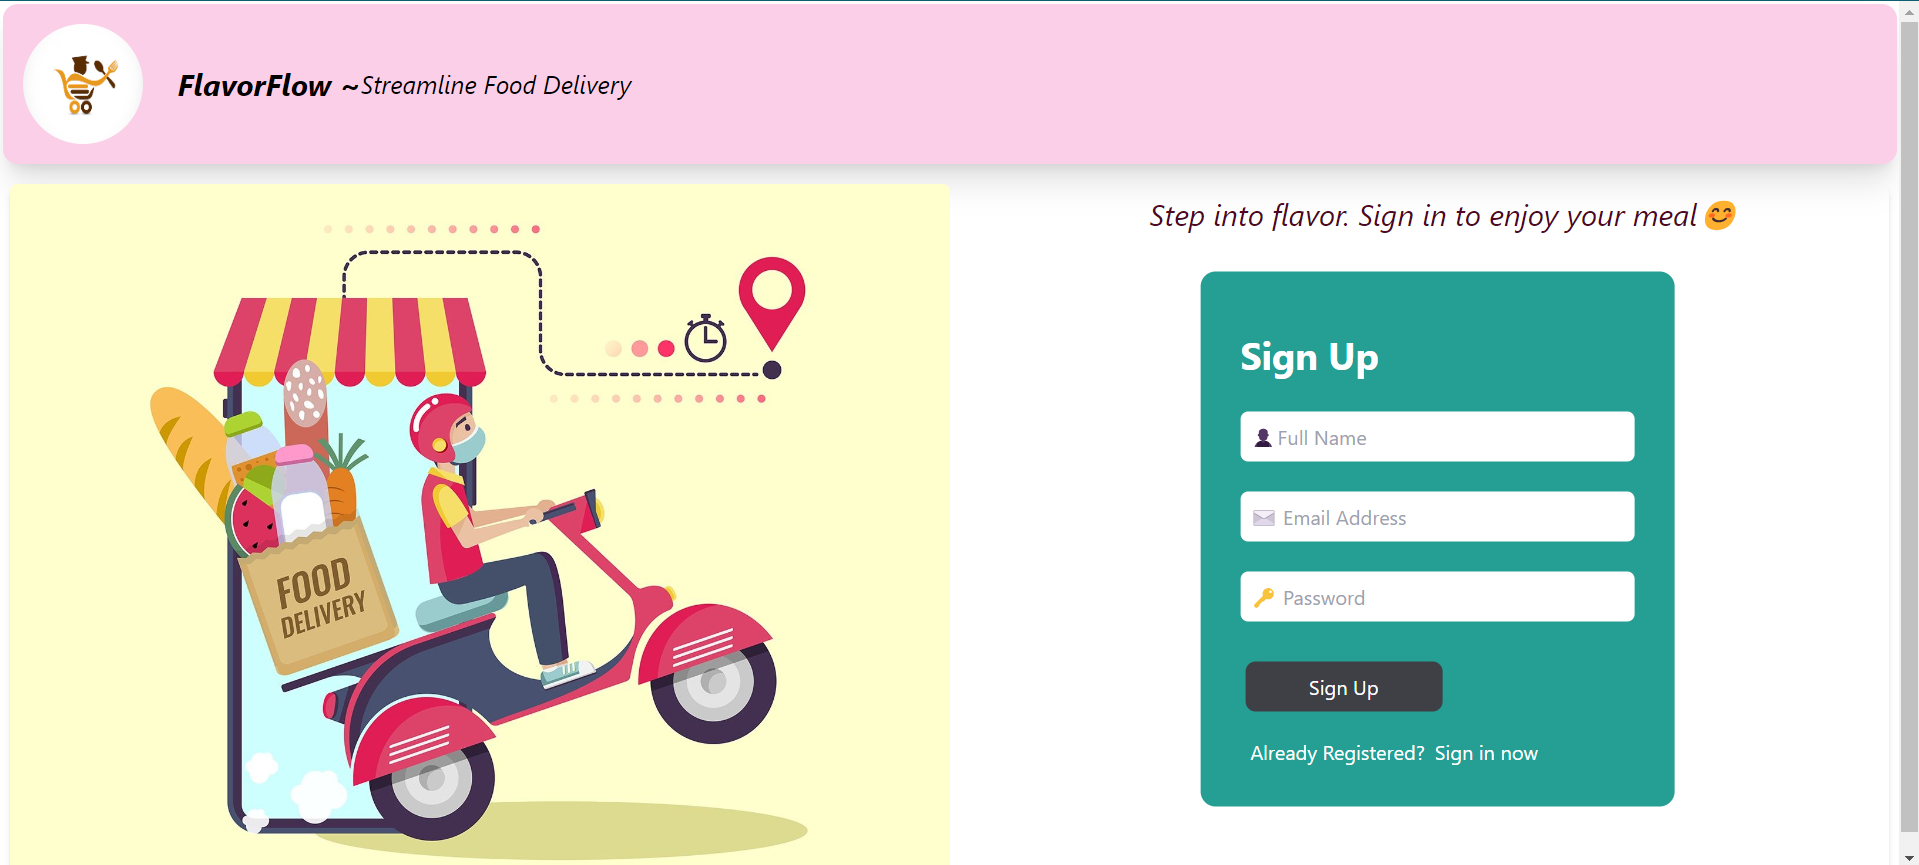 FlavorFlow ~Streamline Food Delivery
Step into flavor. Sign in to enjoy your meal 😊
FOOD
DELIVERY
Sign Up
👤 Full Name
✉️ Email Address
🔑 Password
Sign Up
Already Registered? Sign in now